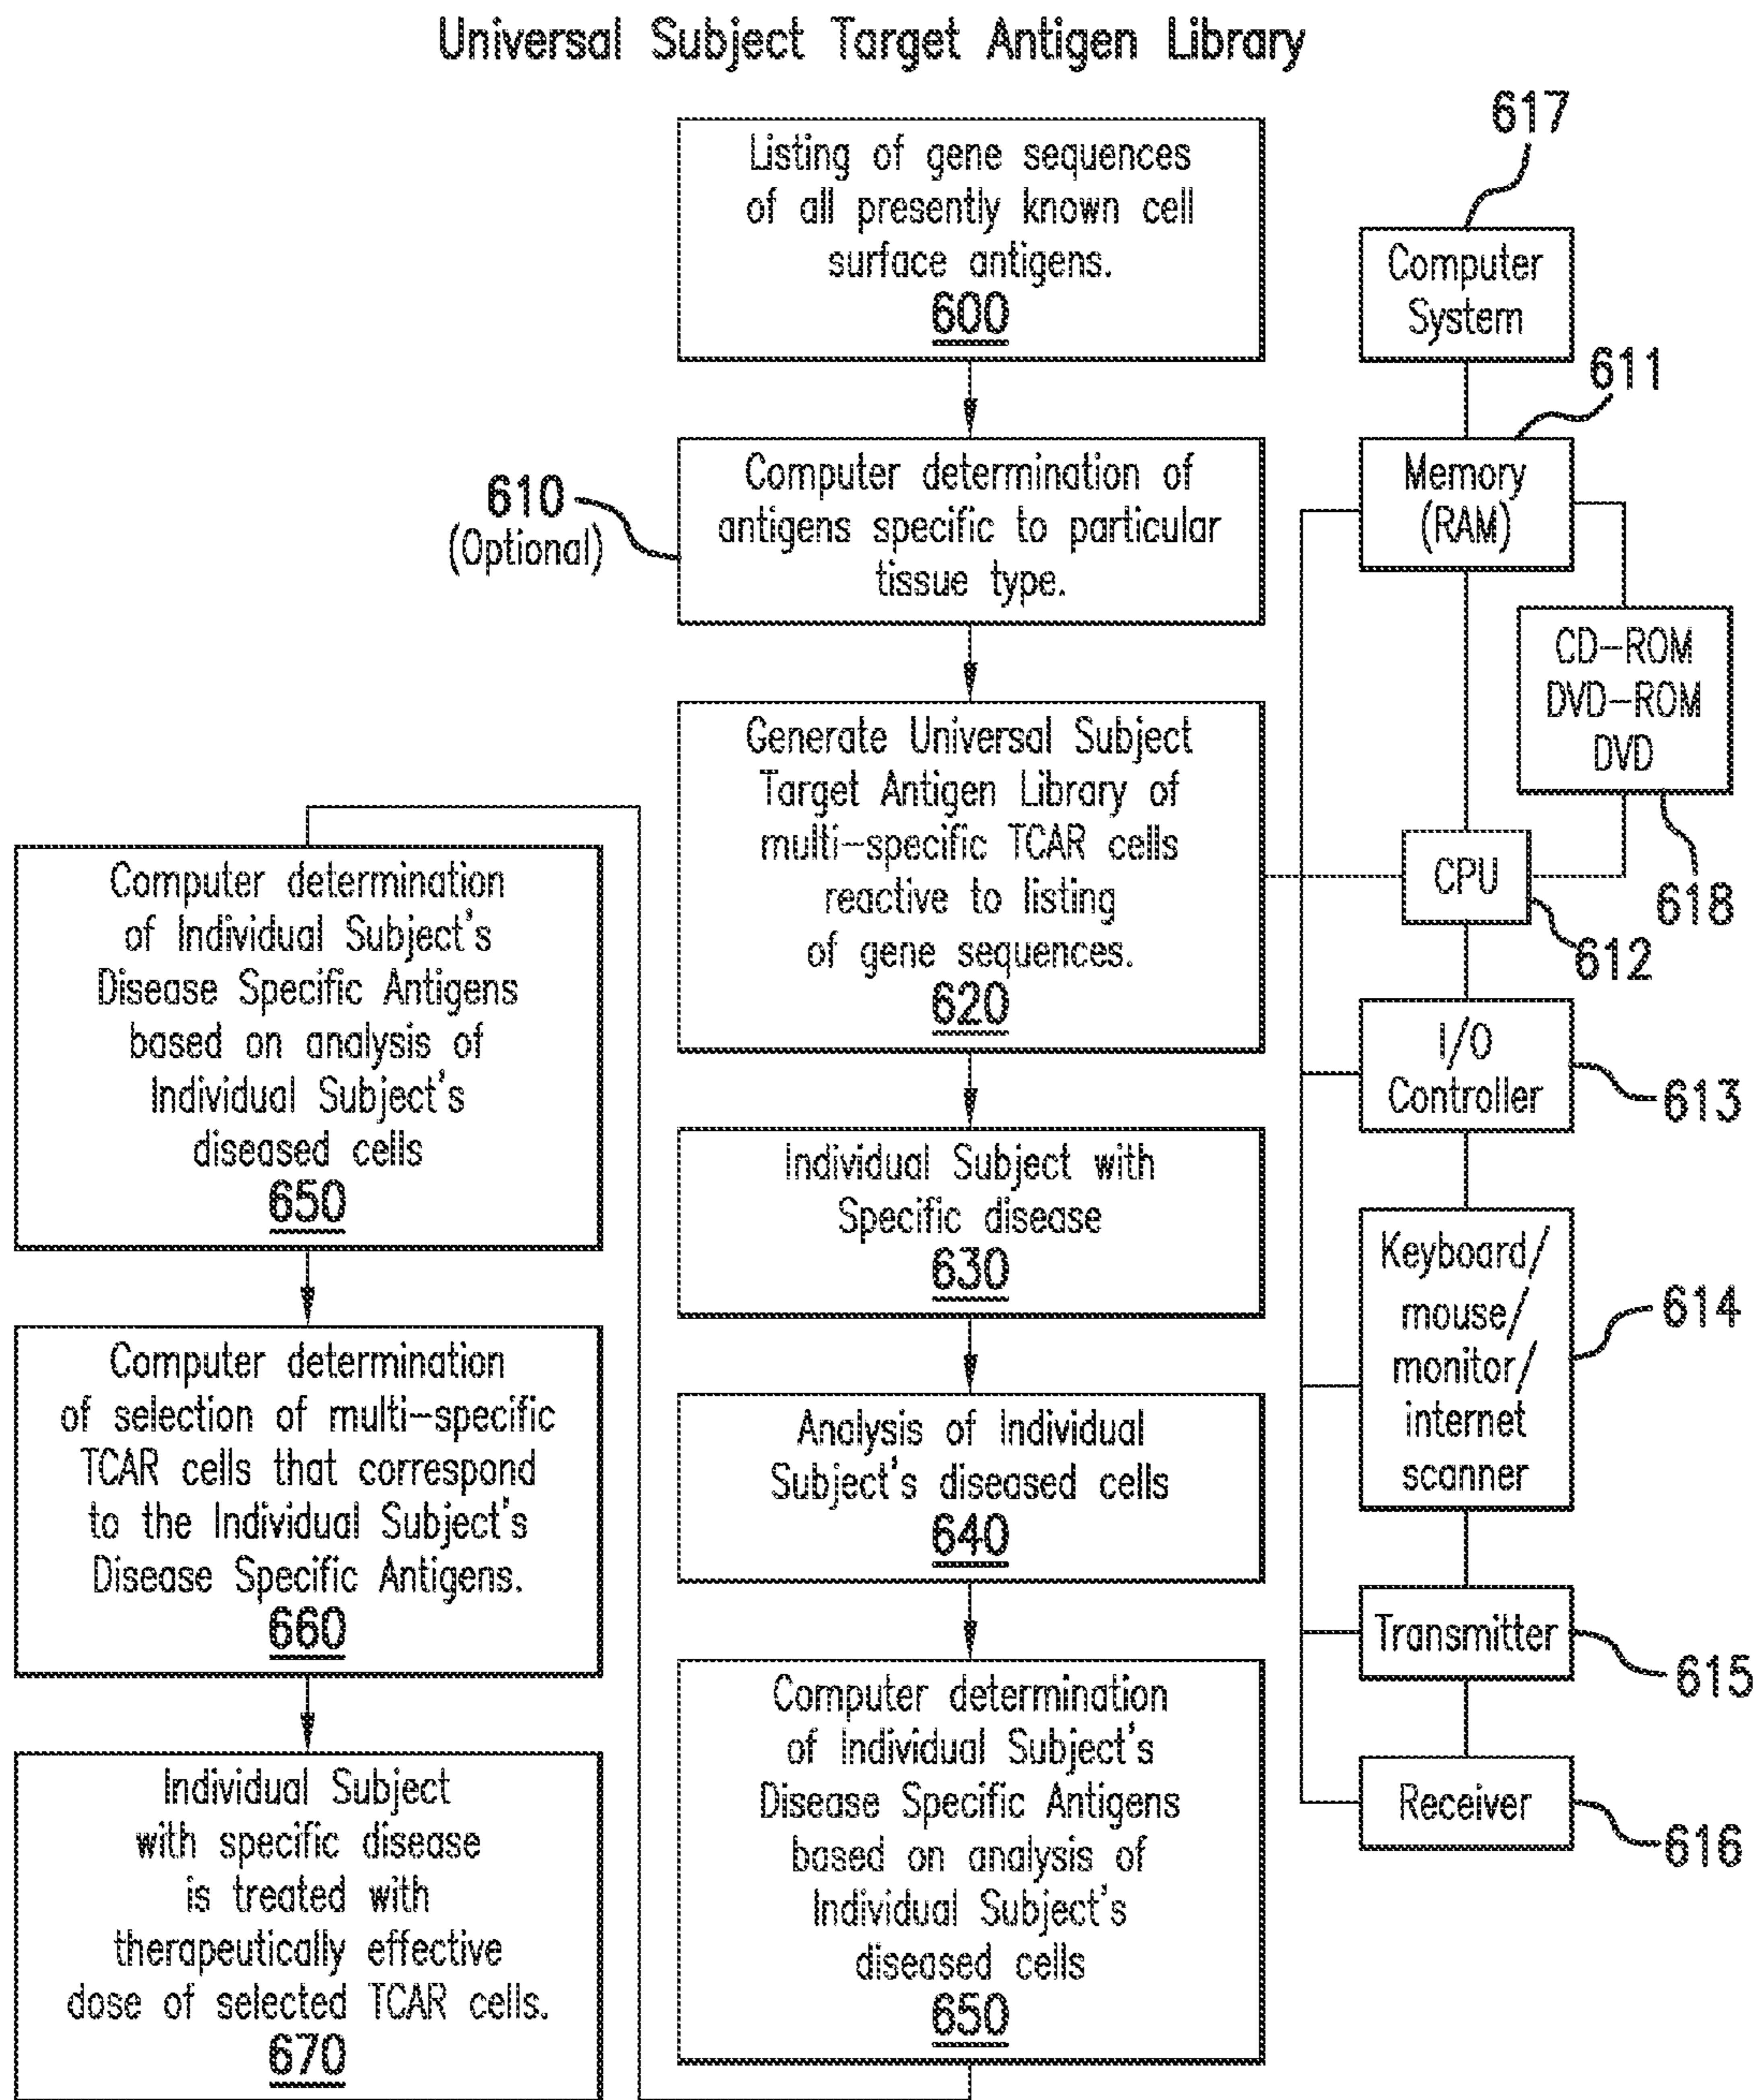 Universal Subject Target Antigen Library
Listing of gene sequences
of all presently known cell
surface antigens.
600
610
(Optional)
Computer determination of
antigens specific to particular
tissue type.
Generate Universal Subject
Target Antigen Library of
multi-specific TCAR cells
reactive to listing
of gene sequences.
620
Individual Subject with
Specific disease
630
Analysis of Individual
Subject's diseased cells
640
Computer determination
of Individual Subject's
Disease Specific Antigens
based on analysis of
Individual Subject's
diseased cells
650
Computer determination
of Individual Subject's
Disease Specific Antigens
based on analysis of
Individual Subject's
diseased cells
650
Computer determination
of selection of multi-specific
TCAR cells that correspond
to the Individual Subject's
Disease Specific Antigens.
660
Individual Subject
with specific disease
is treated with
therapeutically effective
dose of selected TCAR cells.
670
617
Computer
System
611
Memory
(RAM)
CD-ROM
DVD-ROM
DVD
618
CPU
612
I/O
Controller
613
Keyboard/
mouse/
monitor/
internet
scanner
614
Transmitter
615
Receiver
616